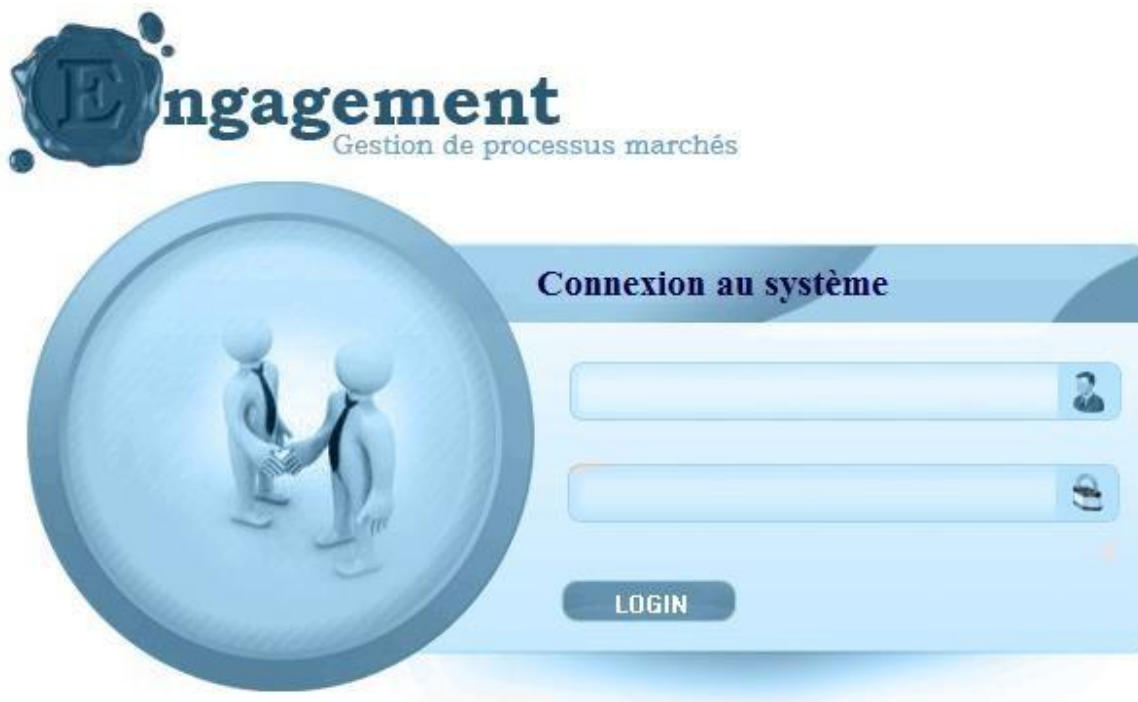 Engagement
Gestion de processus marchés
Connexion au système
LOGIN